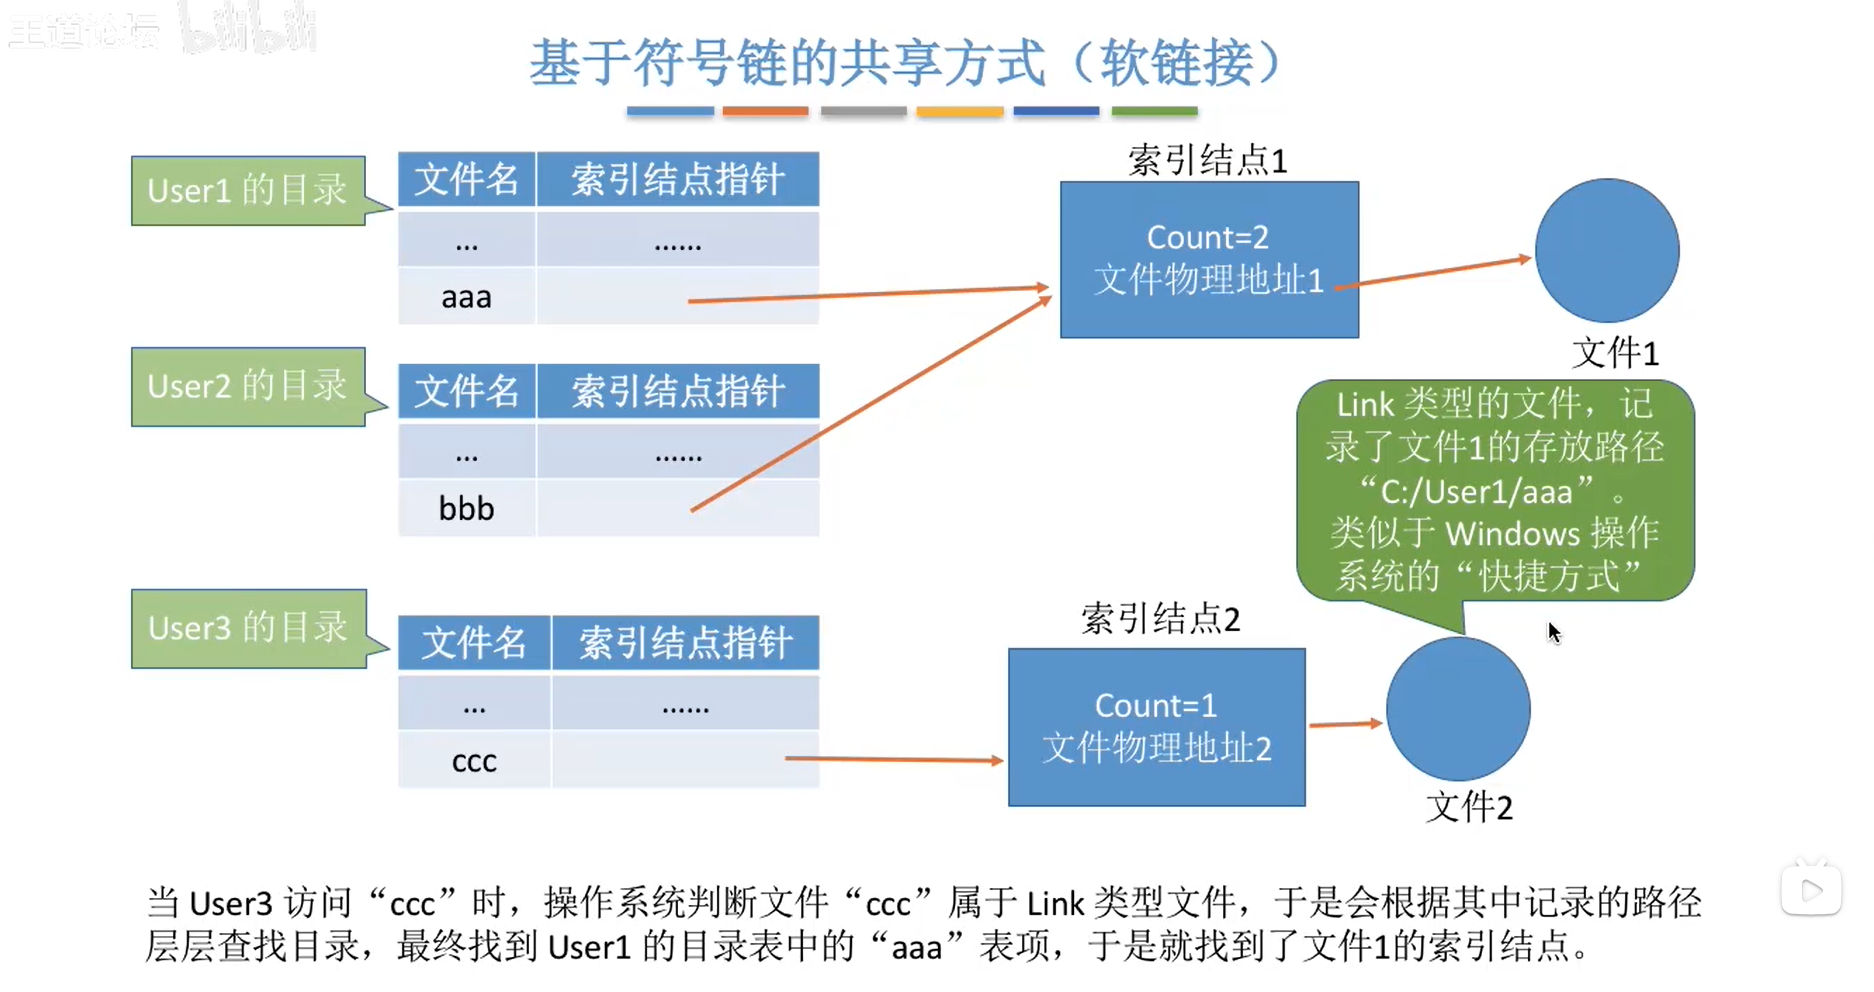 王道论坛 bilibili
基于符号链的共享方式（软链接）
User1 的目录
文件名 索引结点指针
... ......
aaa
User2 的目录
文件名 索引结点指针
... ......
bbb
User3 的目录
文件名 索引结点指针
... ......
ccc
索引结点1
Count=2
文件物理地址1
文件1
Link 类型的文件，记
录了文件1的存放路径
“C:/User1/aaa”。
类似于 Windows 操作
系统的“快捷方式”
索引结点2
Count=1
文件物理地址2
文件2
当 User3 访问“ccc”时，操作系统判断文件“ccc”属于 Link 类型文件，于是会根据其中记录的路径
层层查找目录，最终找到 User1 的目录表中的“aaa”表项，于是就找到了文件1的索引结点。